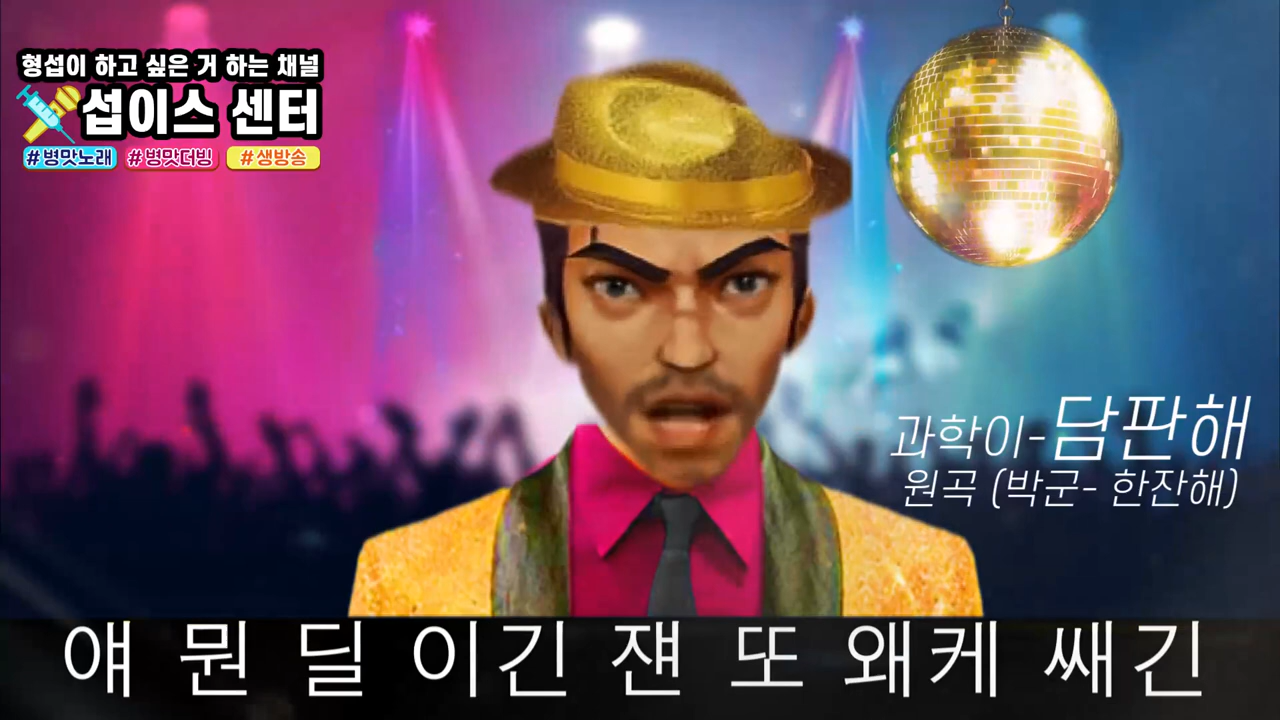 형섭이 하고 싶은 거 하는 채널
섭이스 센터
#병맛노래 #병맛더빙 #생방송
과학이-담판해
원곡 (박군- 한잔해)
얘 뭔 딜 이긴 쟨 또 왜케 쌔긴